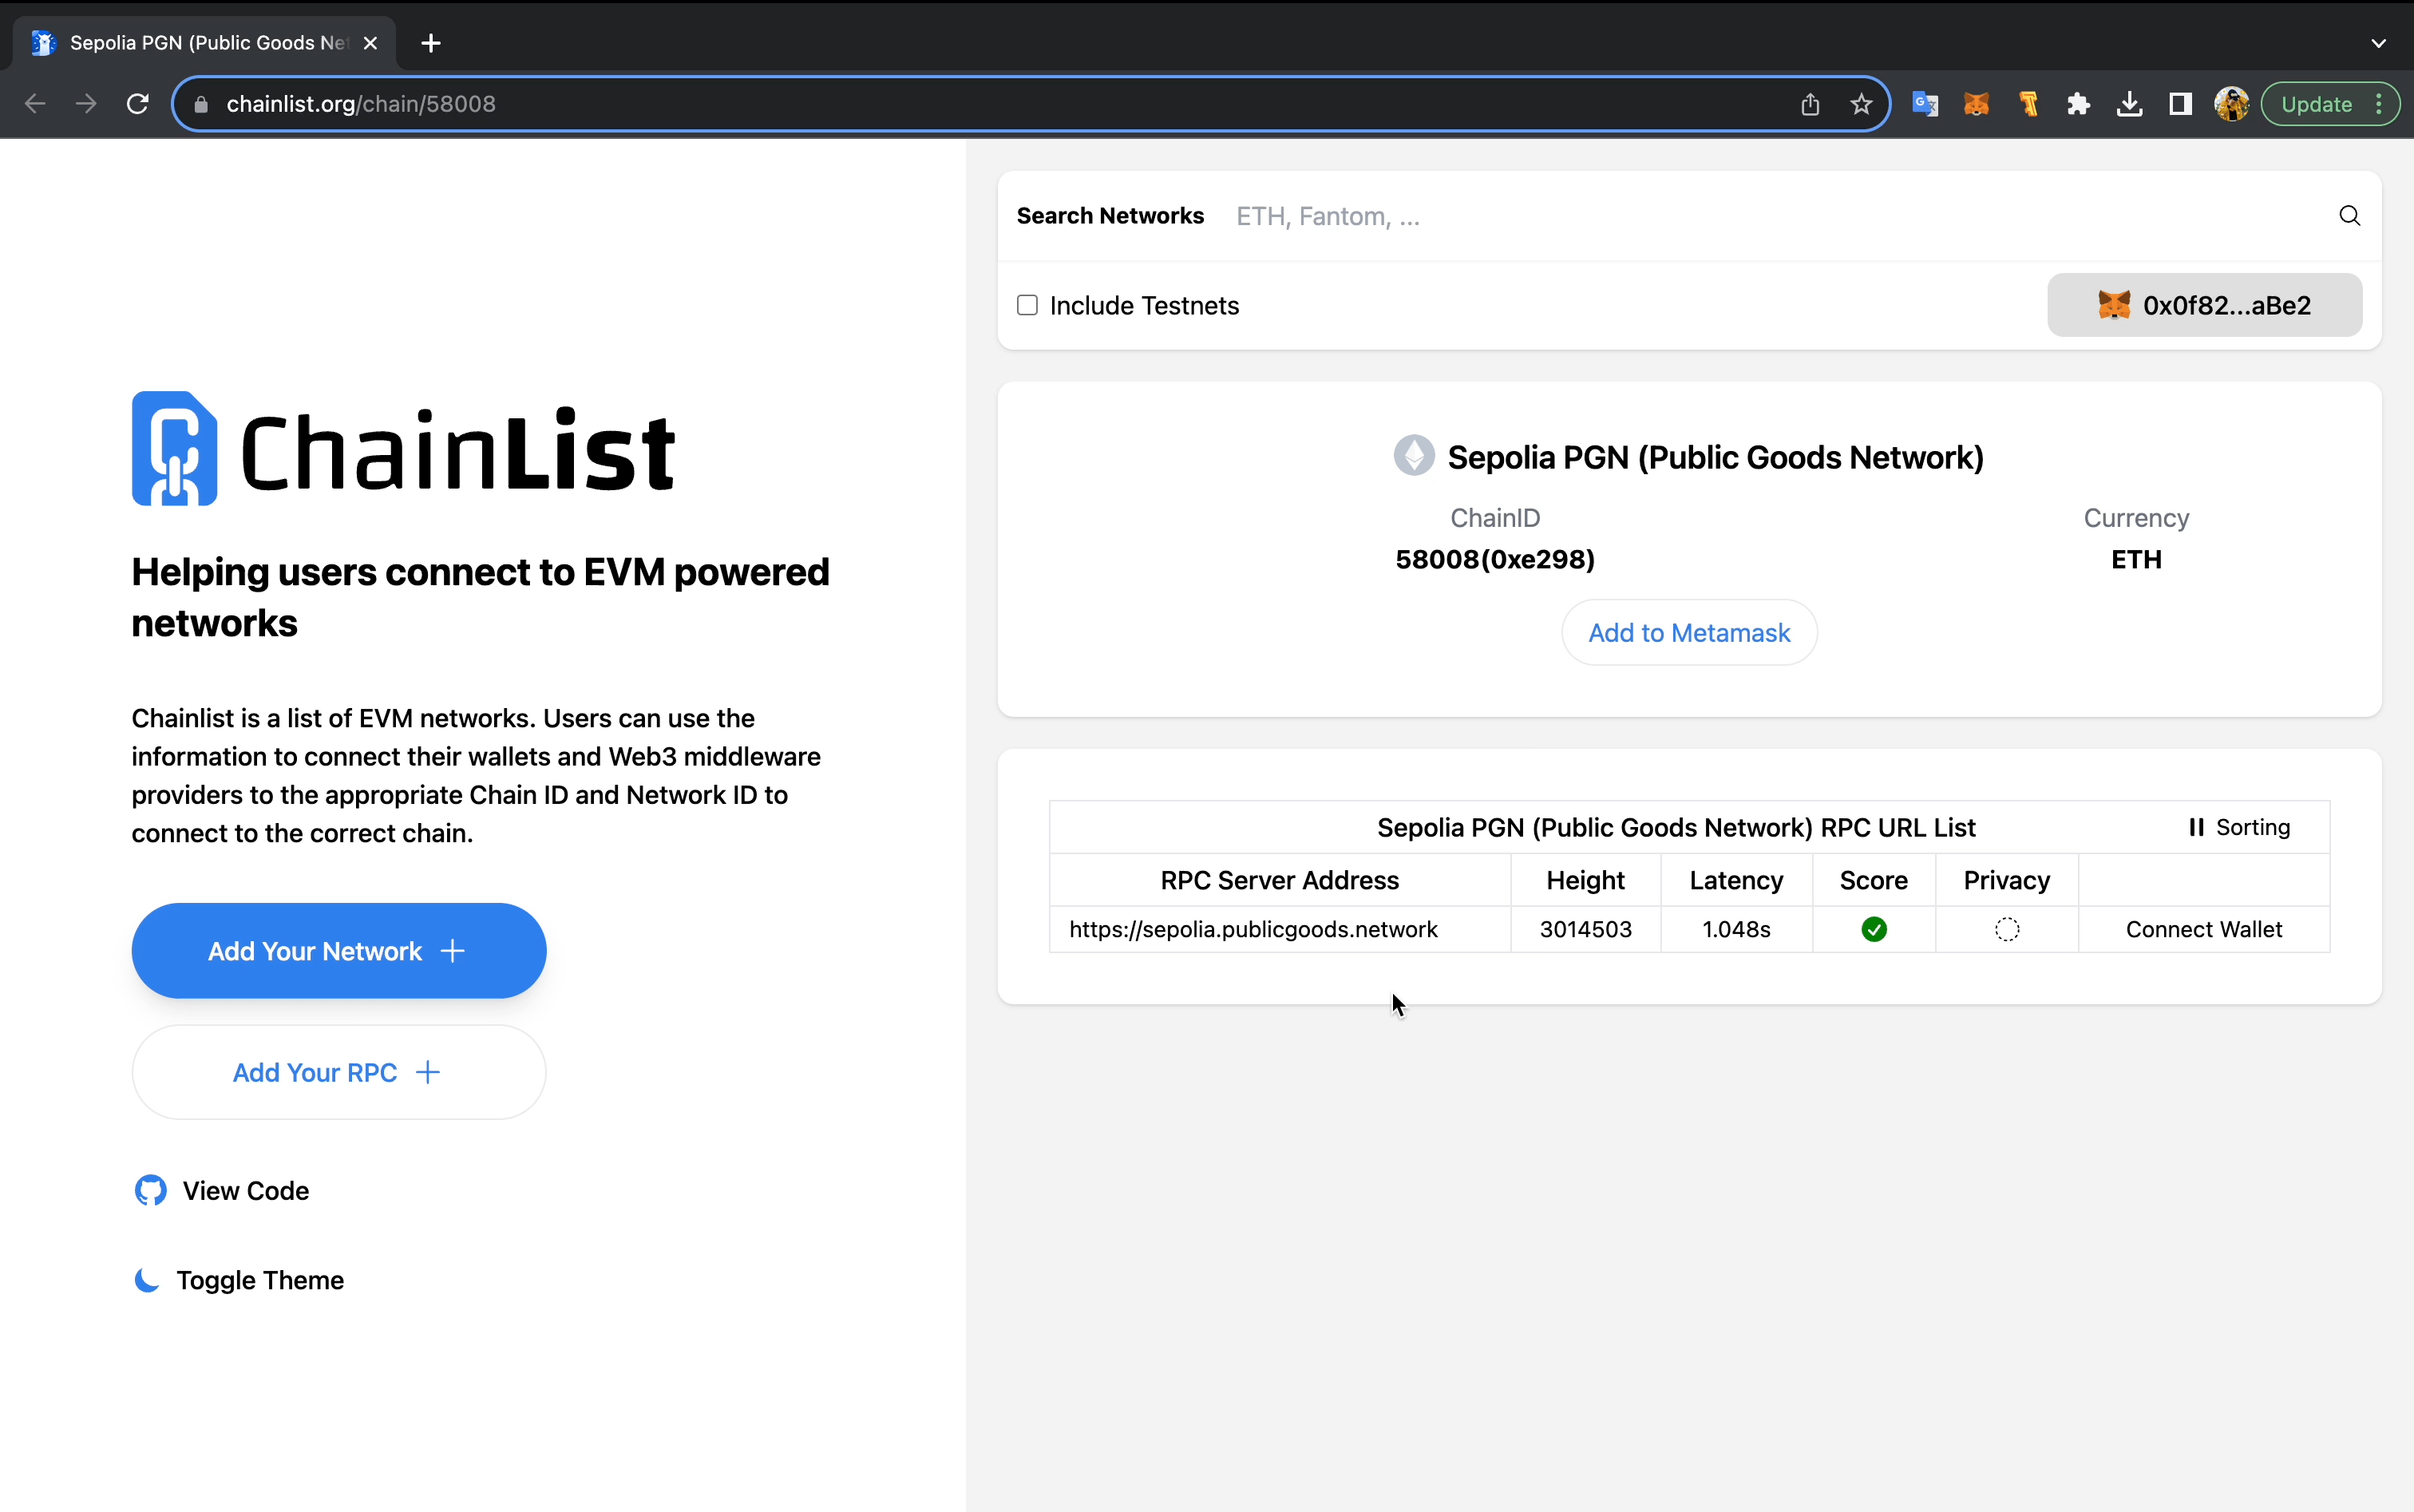 Sepolia PGN (Public Goods Net
chainlist.org/chain/58008
Update
ChainList
Helping users connect to EVM powered
networks
Chainlist is a list of EVM networks. Users can use the
information to connect their wallets and Web3 middleware
providers to the appropriate Chain ID and Network ID to
connect to the correct chain.
Add Your Network
Add Your RPC
View Code
Toggle Theme
Search Networks ETH, Fantom, ...
Include Testnets 0x0f82...aBe2
Sepolia PGN (Public Goods Network)
ChainID Currency
58008(0xe298) ETH
Add to Metamask
Sepolia PGN (Public Goods Network) RPC URL List Sorting
RPC Server Address Height Latency Score Privacy
https://sepolia.publicgoods.network 3014503 1.048s Connect Wallet